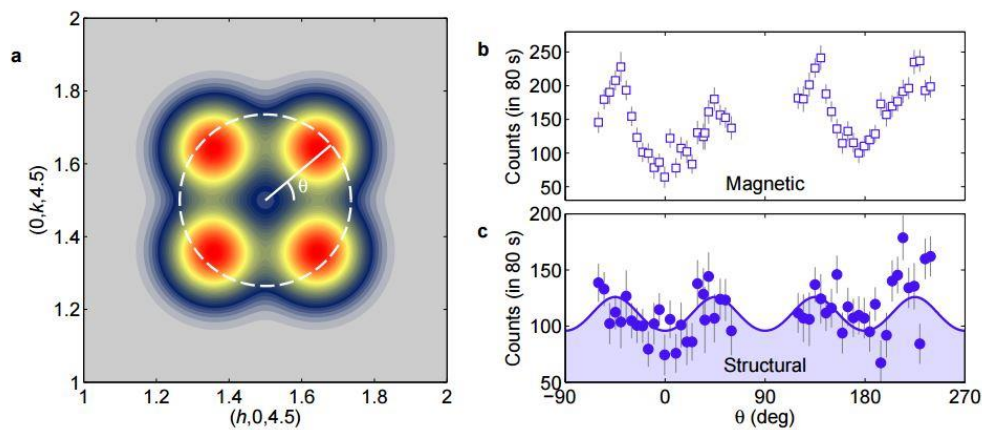 a
2
1.8
1.6
1.4
1.2
1
(0,k,4.5)
θ
1
1.2
1.4
1.6
1.8
2
(h,0,4.5)
b
250
200
150
100
50
Counts (in 80 s)
Magnetic
c
200
150
100
50
Counts (in 80 s)
Structural
−90
0
90
180
270
θ (deg)